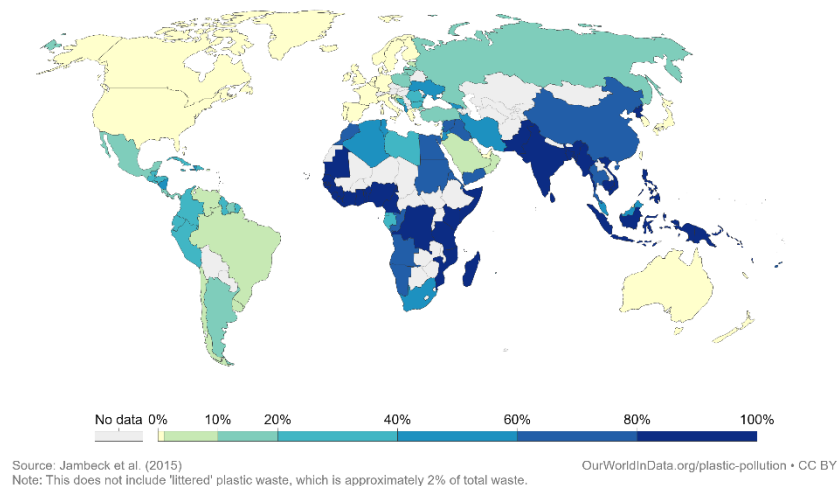 No data 0% 10% 20% 40% 60% 80% 100%
Source: Jambeck et al. (2015) OurWorldInData.org/plastic-pollution • CC BY
Note: This does not include 'littered' plastic waste, which is approximately 2% of total waste.